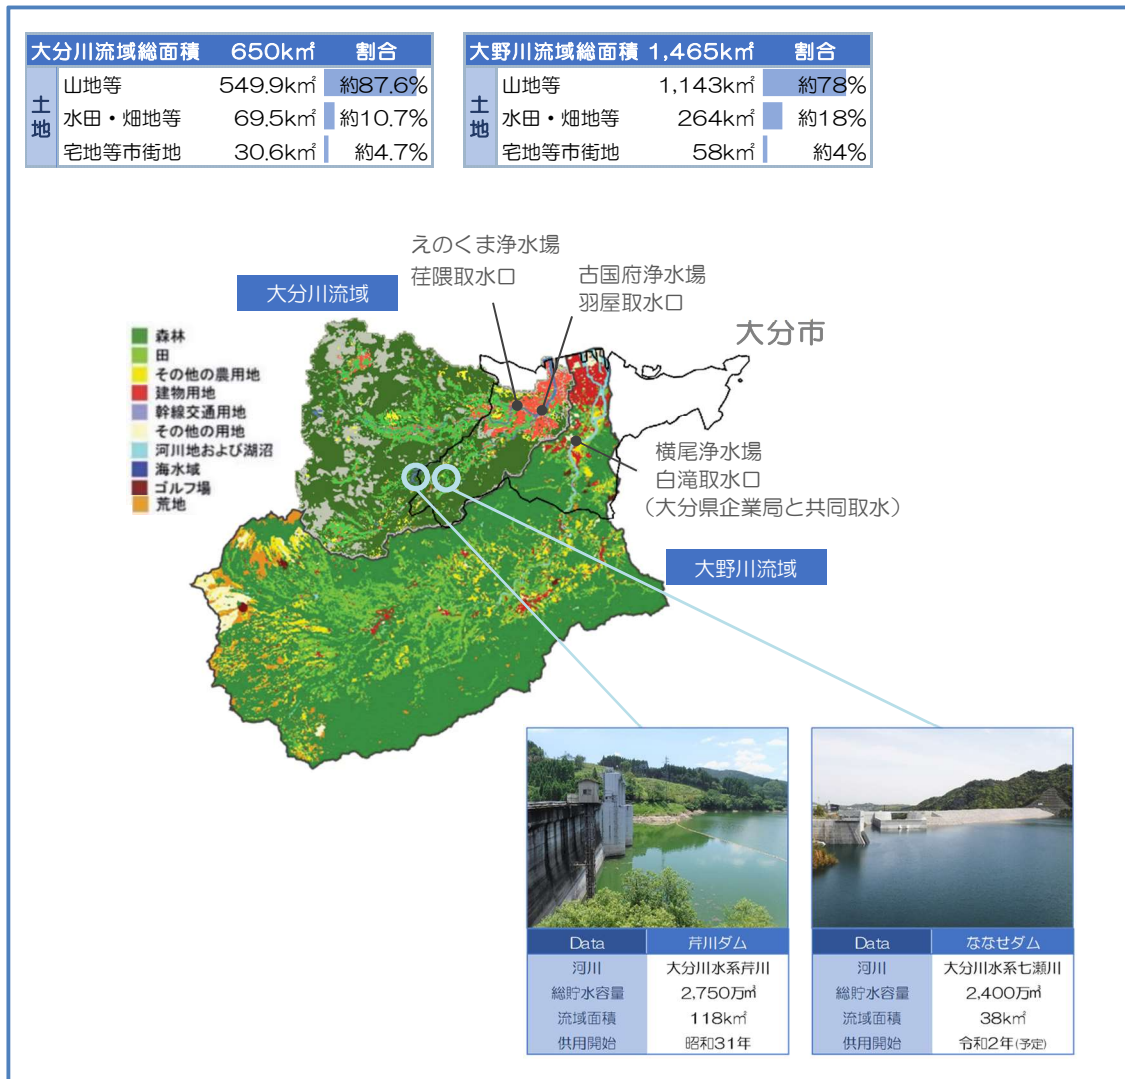 大分川流域総面積 650k㎡ 割合
土地
山地等 549.9k㎡ 約87.6%
水田・畑地等 69.5k㎡ 約10.7%
宅地等市街地 30.6k㎡ 約4.7%
大野川流域総面積 1,465k㎡ 割合
土地
山地等 1,143k㎡ 約78%
水田・畑地等 264k㎡ 約18%
宅地等市街地 58k㎡ 約4%
えのくま浄水場
荏隈取水口
古国府浄水場
羽屋取水口
大分川流域
大分市
森林
田
その他の農用地
建物用地
幹線交通用地
その他の用地
河川地および湖沼
海水域
ゴルフ場
荒地
横尾浄水場
白滝取水口
（大分県企業局と共同取水）
大野川流域
Data 芹川ダム
河川 大分川水系芹川
総貯水容量 2,750万㎥
流域面積 118k㎡
供用開始 昭和31年
Data ななせダム
河川 大分川水系七瀬川
総貯水容量 2,400万㎥
流域面積 38k㎡
供用開始 令和2年(予定)